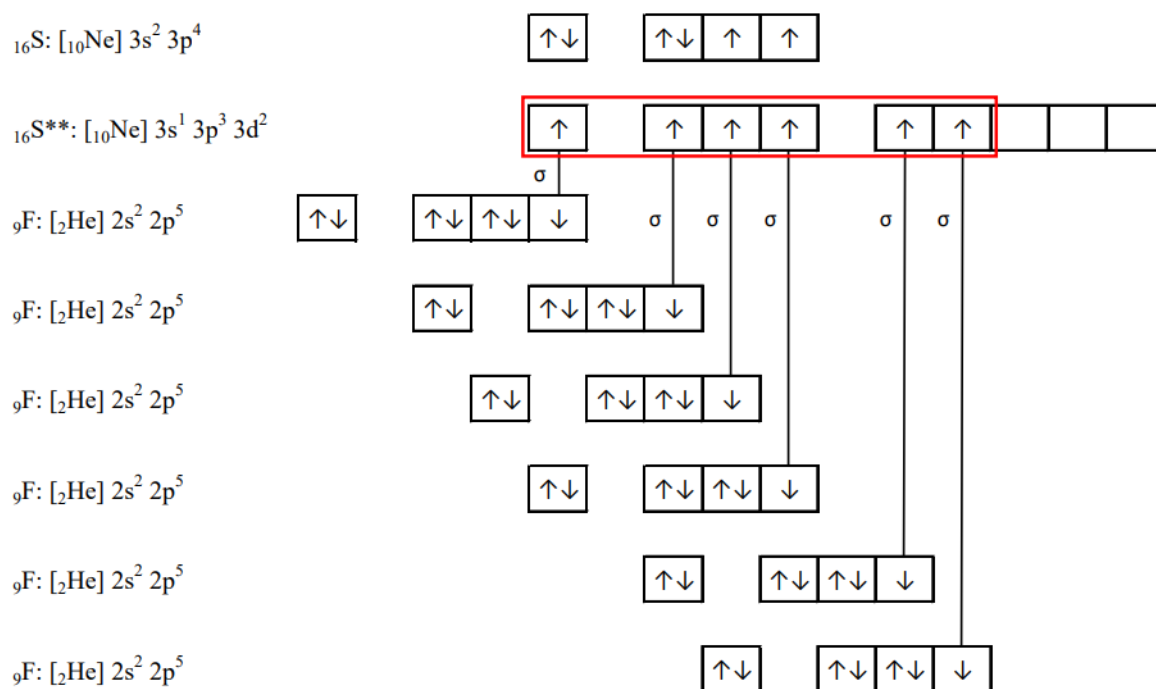 ₁₆S: [₁₀Ne] 3s² 3p⁴ ↑↓ ↑↓ ↑ ↑
₁₆S**: [₁₀Ne] 3s¹ 3p³ 3d² ↑ ↑ ↑ ↑ ↑ ↑
σ
₉F: [₂He] 2s² 2p⁵ ↑↓ ↑↓ ↑↓ ↓ σ σ σ σ σ
₉F: [₂He] 2s² 2p⁵ ↑↓ ↑↓ ↑↓ ↓
₉F: [₂He] 2s² 2p⁵ ↑↓ ↑↓ ↑↓ ↓
₉F: [₂He] 2s² 2p⁵ ↑↓ ↑↓ ↑↓ ↓
₉F: [₂He] 2s² 2p⁵ ↑↓ ↑↓ ↑↓ ↓
₉F: [₂He] 2s² 2p⁵ ↑↓ ↑↓ ↑↓ ↓